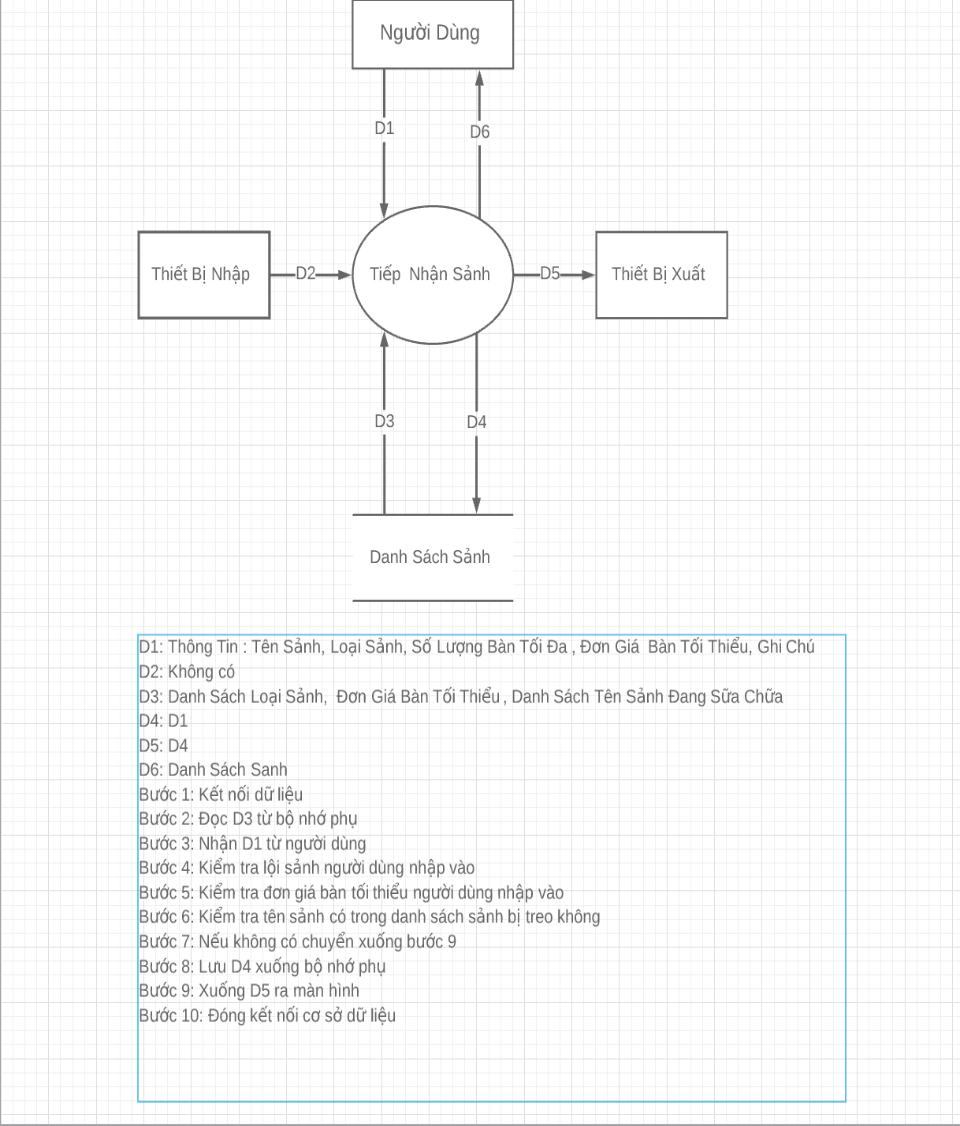 Người Dùng
D1
D6
Thiết Bị Nhập
D2
Tiếp Nhận Sảnh
D5
Thiết Bị Xuất
D3
D4
Danh Sách Sảnh
D1: Thông Tin : Tên Sảnh, Loại Sảnh, Số Lượng Bàn Tối Đa , Đơn Giá Bàn Tối Thiểu, Ghi Chú
D2: Không có
D3: Danh Sách Loại Sảnh, Đơn Giá Bàn Tối Thiểu , Danh Sách Tên Sảnh Đang Sữa Chữa
D4: D1
D5: D4
D6: Danh Sách Sanh
Bước 1: Kết nối dữ liệu
Bước 2: Đọc D3 từ bộ nhớ phụ
Bước 3: Nhận D1 từ người dùng
Bước 4: Kiểm tra lội sảnh người dùng nhập vào
Bước 5: Kiểm tra đơn giá bàn tối thiểu người dùng nhập vào
Bước 6: Kiểm tra tên sảnh có trong danh sách sảnh bị treo không
Bước 7: Nếu không có chuyển xuống bước 9
Bước 8: Lưu D4 xuống bộ nhớ phụ
Bước 9: Xuống D5 ra màn hình
Bước 10: Đóng kết nối cơ sở dữ liệu